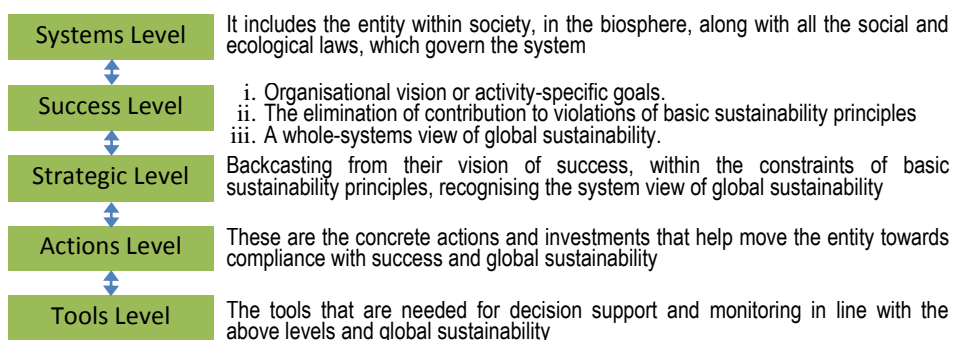 Systems Level
It includes the entity within society, in the biosphere, along with all the social and
ecological laws, which govern the system
Success Level
i. Organisational vision or activity-specific goals.
ii. The elimination of contribution to violations of basic sustainability principles
iii. A whole-systems view of global sustainability.
Strategic Level
Backcasting from their vision of success, within the constraints of basic
sustainability principles, recognising the system view of global sustainability
Actions Level
These are the concrete actions and investments that help move the entity towards
compliance with success and global sustainability
Tools Level
The tools that are needed for decision support and monitoring in line with the
above levels and global sustainability